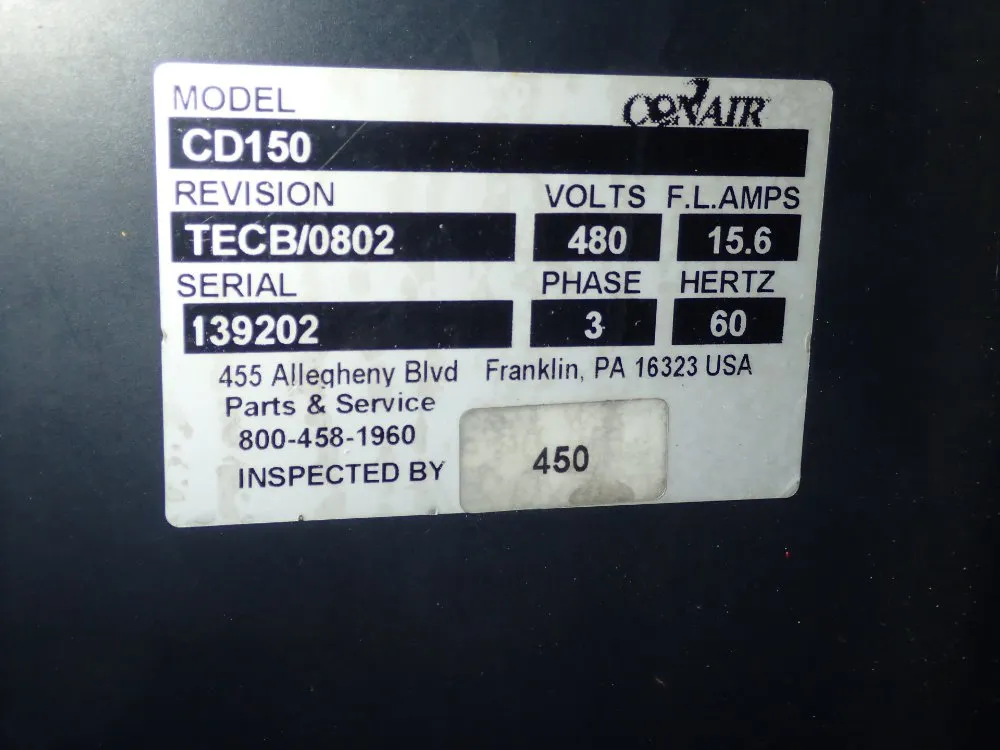 MODEL
CONAIR
CD150
REVISION VOLTS F.L.AMPS
TECB/0802 480 15.6
SERIAL PHASE HERTZ
139202 3 60
455 Allegheny Blvd Franklin, PA 16323 USA
Parts & Service
800-458-1960
INSPECTED BY 450